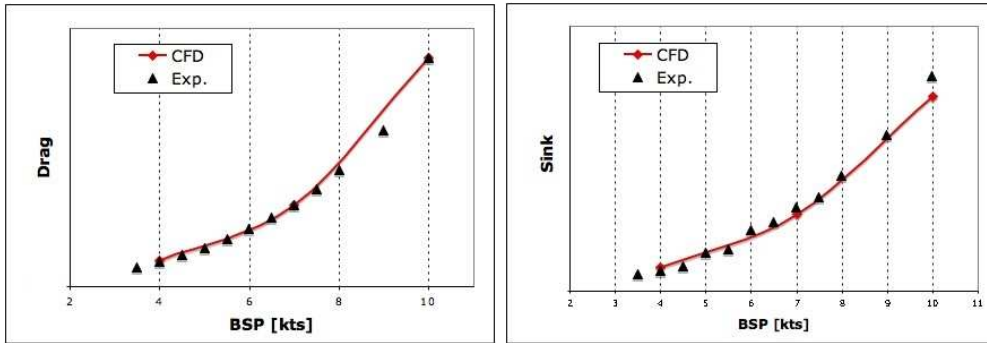 Drag
CFD
Exp.
2 4 6 8 10
BSP [kts]
Sink
CFD
Exp.
2 3 4 5 6 7 8 9 10 11
BSP [kts]